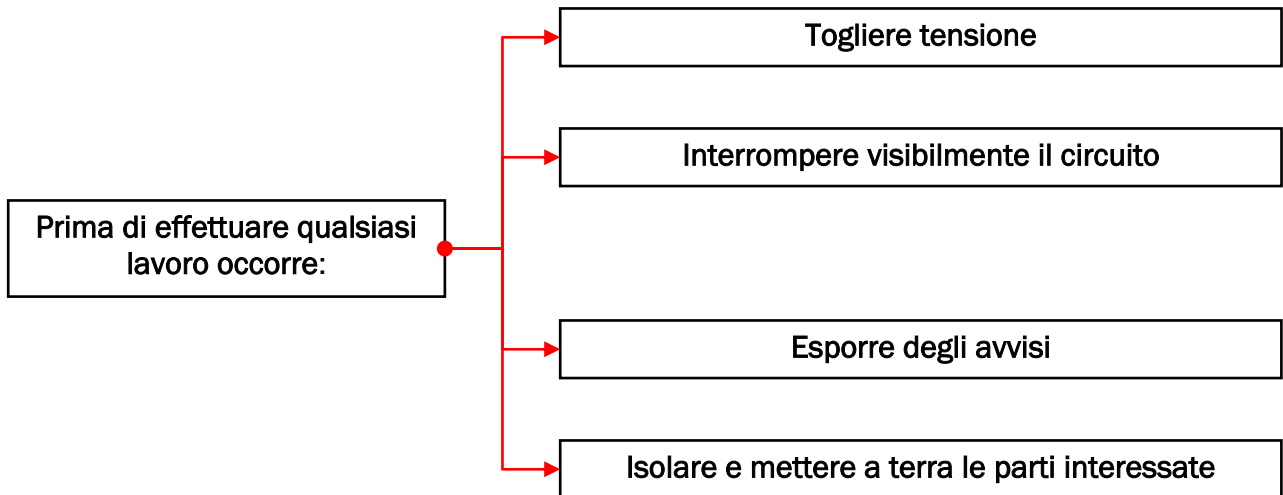 Togliere tensione
Interrompere visibilmente il circuito
Prima di effettuare qualsiasi
lavoro occorre:
Esporre degli avvisi
Isolare e mettere a terra le parti interessate